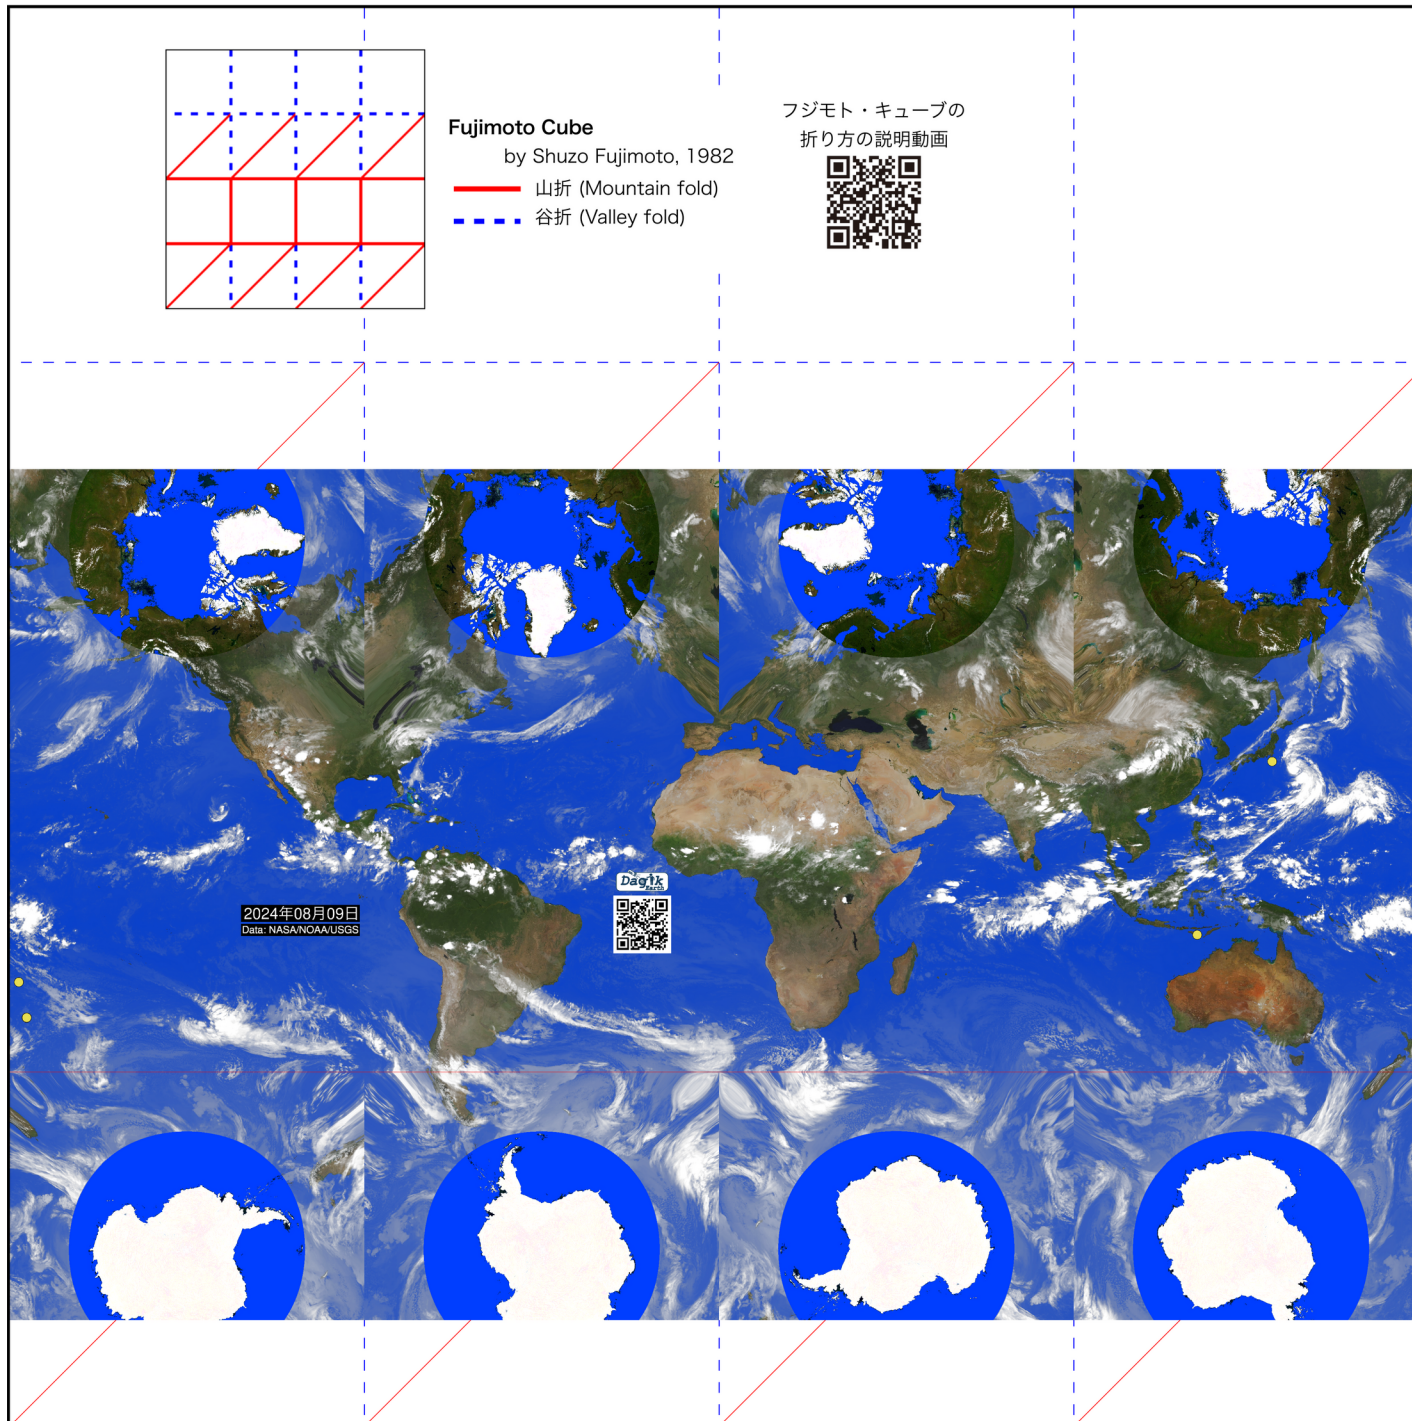 Fujimoto Cube
by Shuzo Fujimoto, 1982
山折 (Mountain fold)
谷折 (Valley fold)
フジモト・キューブの
折り方の説明動画
Dagik
Earth
2024年08月09日
Data: NASA/NOAA/USGS